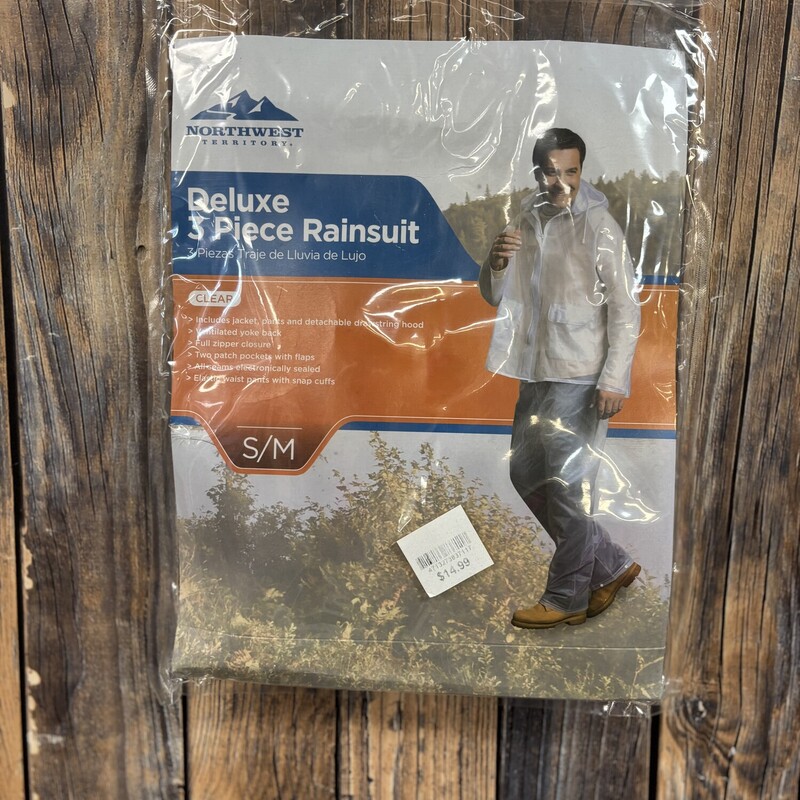 NORTHWEST
TERRITORY®
Deluxe
3 Piece Rainsuit
3 Piezas Traje de Lluvia de Lujo
CLEAR
> Includes jacket, pants and detachable drawstring hood
> Ventilated yoke back
> Full zipper closure
> Two patch pockets with flaps
> All seams electronically sealed
> Elastic waist pants with snap cuffs
S/M
$14.99